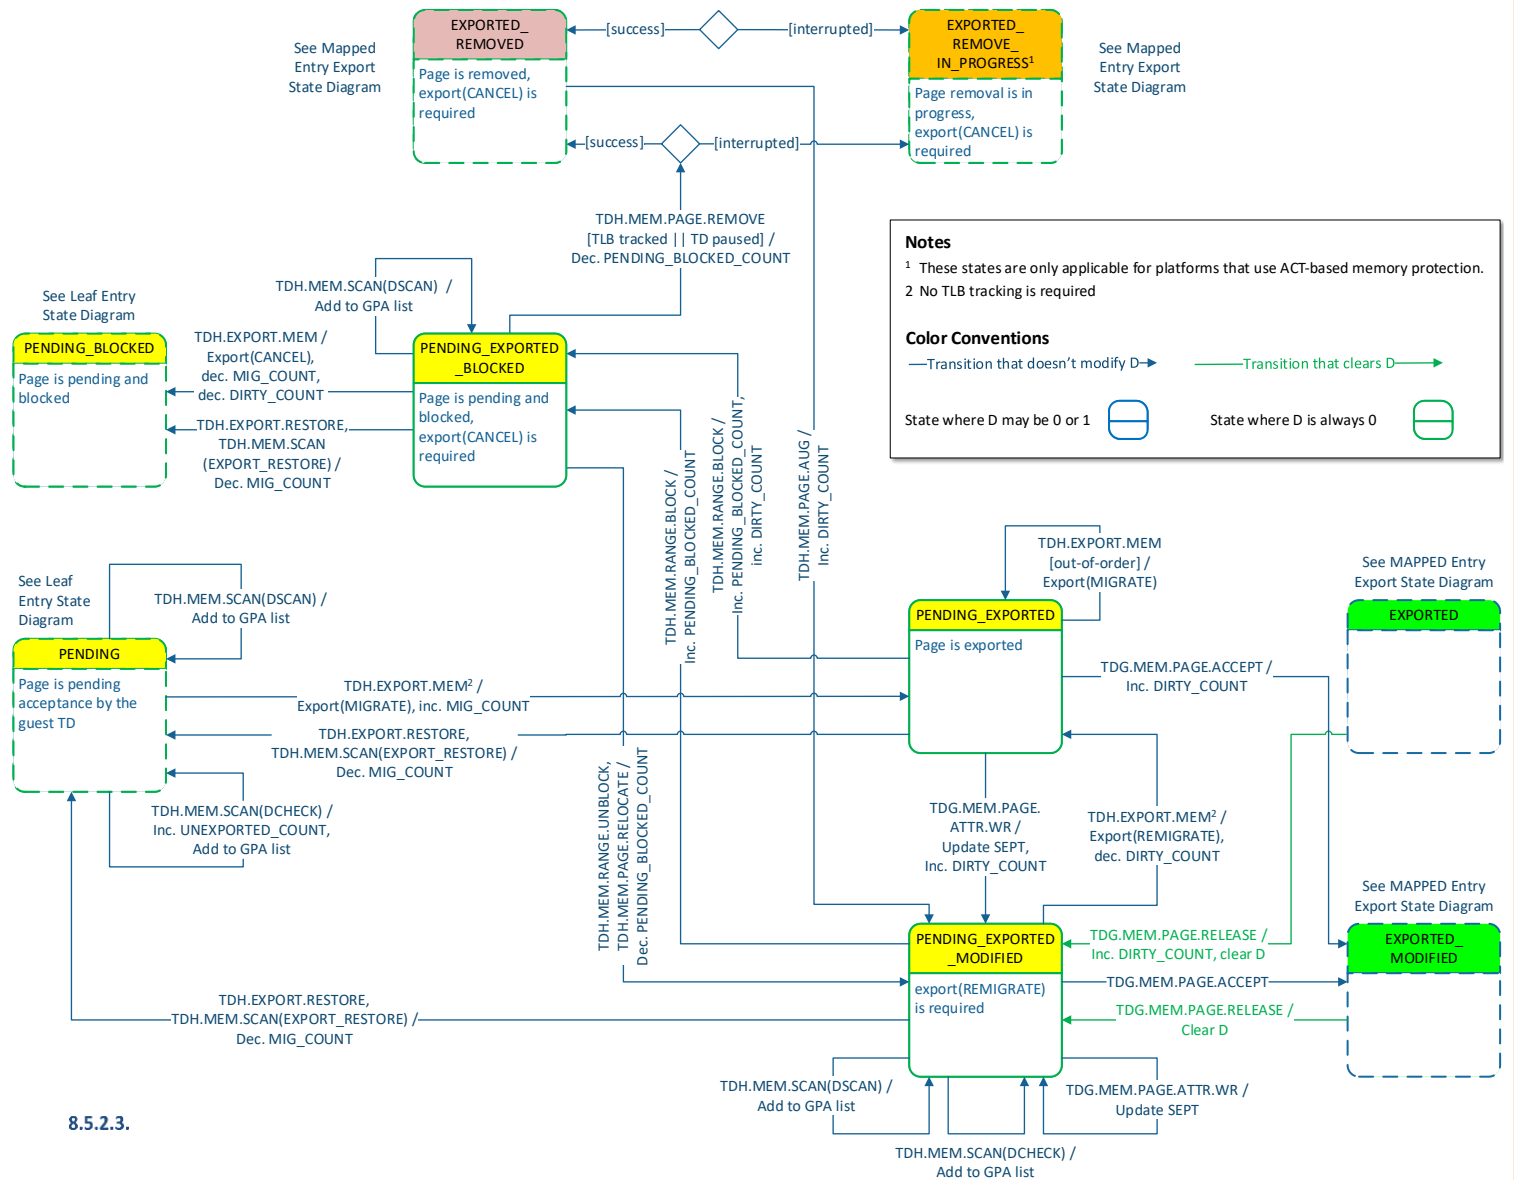 EXPORTED_
REMOVED
Page is removed,
export(CANCEL) is
required
[success]
[interrupted]
EXPORTED_
REMOVE_
IN_PROGRESS¹
Page removal is in
progress,
export(CANCEL) is
required
See Mapped
Entry Export
State Diagram
See Mapped
Entry Export
State Diagram
[success]
[interrupted]
TDH.MEM.PAGE.REMOVE
[TLB tracked || TD paused] /
Dec. PENDING_BLOCKED_COUNT
Notes
¹ These states are only applicable for platforms that use ACT-based memory protection.
2 No TLB tracking is required
Color Conventions
Transition that doesn't modify D
Transition that clears D
State where D may be 0 or 1
State where D is always 0
TDH.MEM.SCAN(DSCAN) /
Add to GPA list
See Leaf Entry
State Diagram
PENDING_BLOCKED
Page is pending and
blocked
TDH.EXPORT.MEM /
Export(CANCEL),
dec. MIG_COUNT,
dec. DIRTY_COUNT
TDH.EXPORT.RESTORE,
TDH.MEM.SCAN
(EXPORT_RESTORE) /
Dec. MIG_COUNT
PENDING_EXPORTED
_BLOCKED
Page is pending and
blocked,
export(CANCEL) is
required
TDH.MEM.RANGE.BLOCK /
Inc. PENDING_BLOCKED_COUNT
TDH.MEM.RANGE.BLOCK /
Inc. PENDING_BLOCKED_COUNT,
inc. DIRTY_COUNT
TDH.MEM.PAGE.AUG /
Inc. DIRTY_COUNT
TDH.EXPORT.MEM
[out-of-order] /
Export(MIGRATE)
See MAPPED Entry
Export State Diagram
EXPORTED
See Leaf
Entry State
Diagram
TDH.MEM.SCAN(DSCAN) /
Add to GPA list
PENDING
Page is pending
acceptance by the
guest TD
PENDING_EXPORTED
Page is exported
TDG.MEM.PAGE.ACCEPT /
Inc. DIRTY_COUNT
TDH.EXPORT.MEM² /
Export(MIGRATE), inc. MIG_COUNT
TDH.EXPORT.RESTORE,
TDH.MEM.SCAN(EXPORT_RESTORE) /
Dec. MIG_COUNT
TDH.MEM.SCAN(DCHECK) /
Inc. UNEXPORTED_COUNT,
Add to GPA list
TDH.MEM.RANGE.UNBLOCK,
TDH.MEM.PAGE.RELOCATE /
Dec. PENDING_BLOCKED_COUNT
TDG.MEM.PAGE.
ATTR.WR /
Update SEPT,
Inc. DIRTY_COUNT
TDH.EXPORT.MEM² /
Export(REMIGRATE),
dec. DIRTY_COUNT
See MAPPED Entry
Export State Diagram
EXPORTED_
MODIFIED
PENDING_EXPORTED
_MODIFIED
export(REMIGRATE)
is required
TDG.MEM.PAGE.RELEASE /
Inc. DIRTY_COUNT, clear D
TDG.MEM.PAGE.ACCEPT
TDG.MEM.PAGE.RELEASE /
Clear D
TDH.EXPORT.RESTORE,
TDH.MEM.SCAN(EXPORT_RESTORE) /
Dec. MIG_COUNT
TDH.MEM.SCAN(DSCAN) /
Add to GPA list
TDG.MEM.PAGE.ATTR.WR /
Update SEPT
TDH.MEM.SCAN(DCHECK) /
Add to GPA list
8.5.2.3.